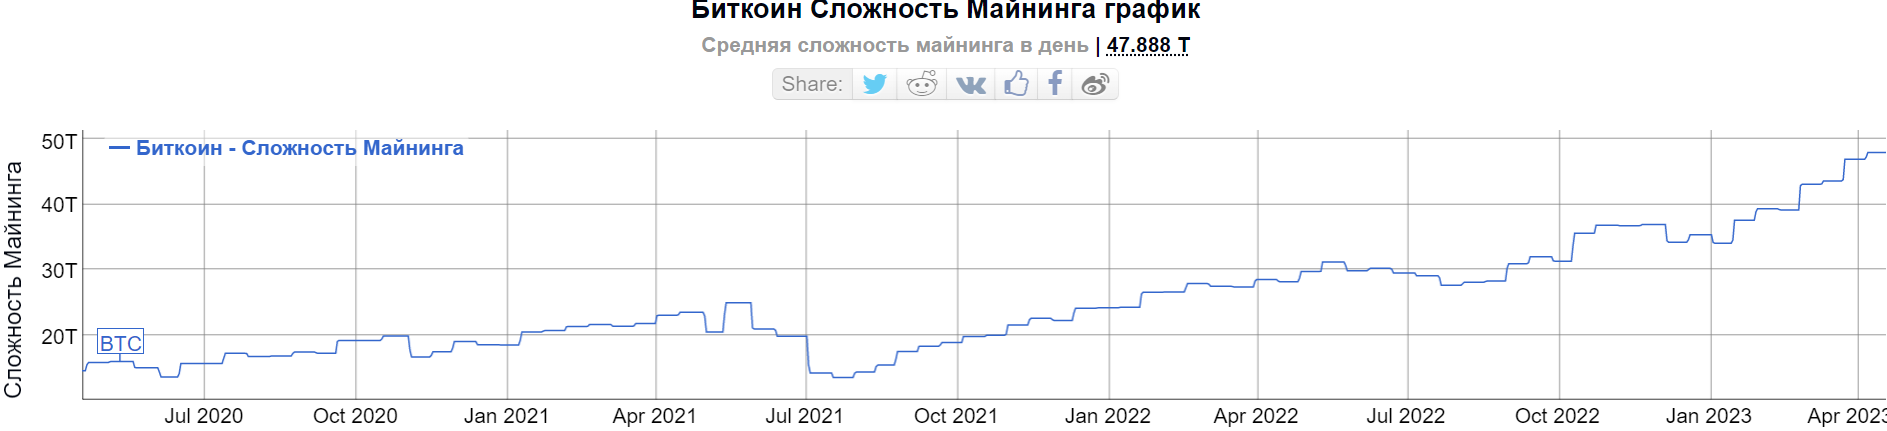 Биткоин Сложность Майнинга график
Средняя сложность майнинга в день | 47.888 T
Share:
50T
Биткоин - Сложность Майнинга
40T
30T
20T
Сложность Майнинга
BTC
Jul 2020 Oct 2020 Jan 2021 Apr 2021 Jul 2021 Oct 2021 Jan 2022 Apr 2022 Jul 2022 Oct 2022 Jan 2023 Apr 2023